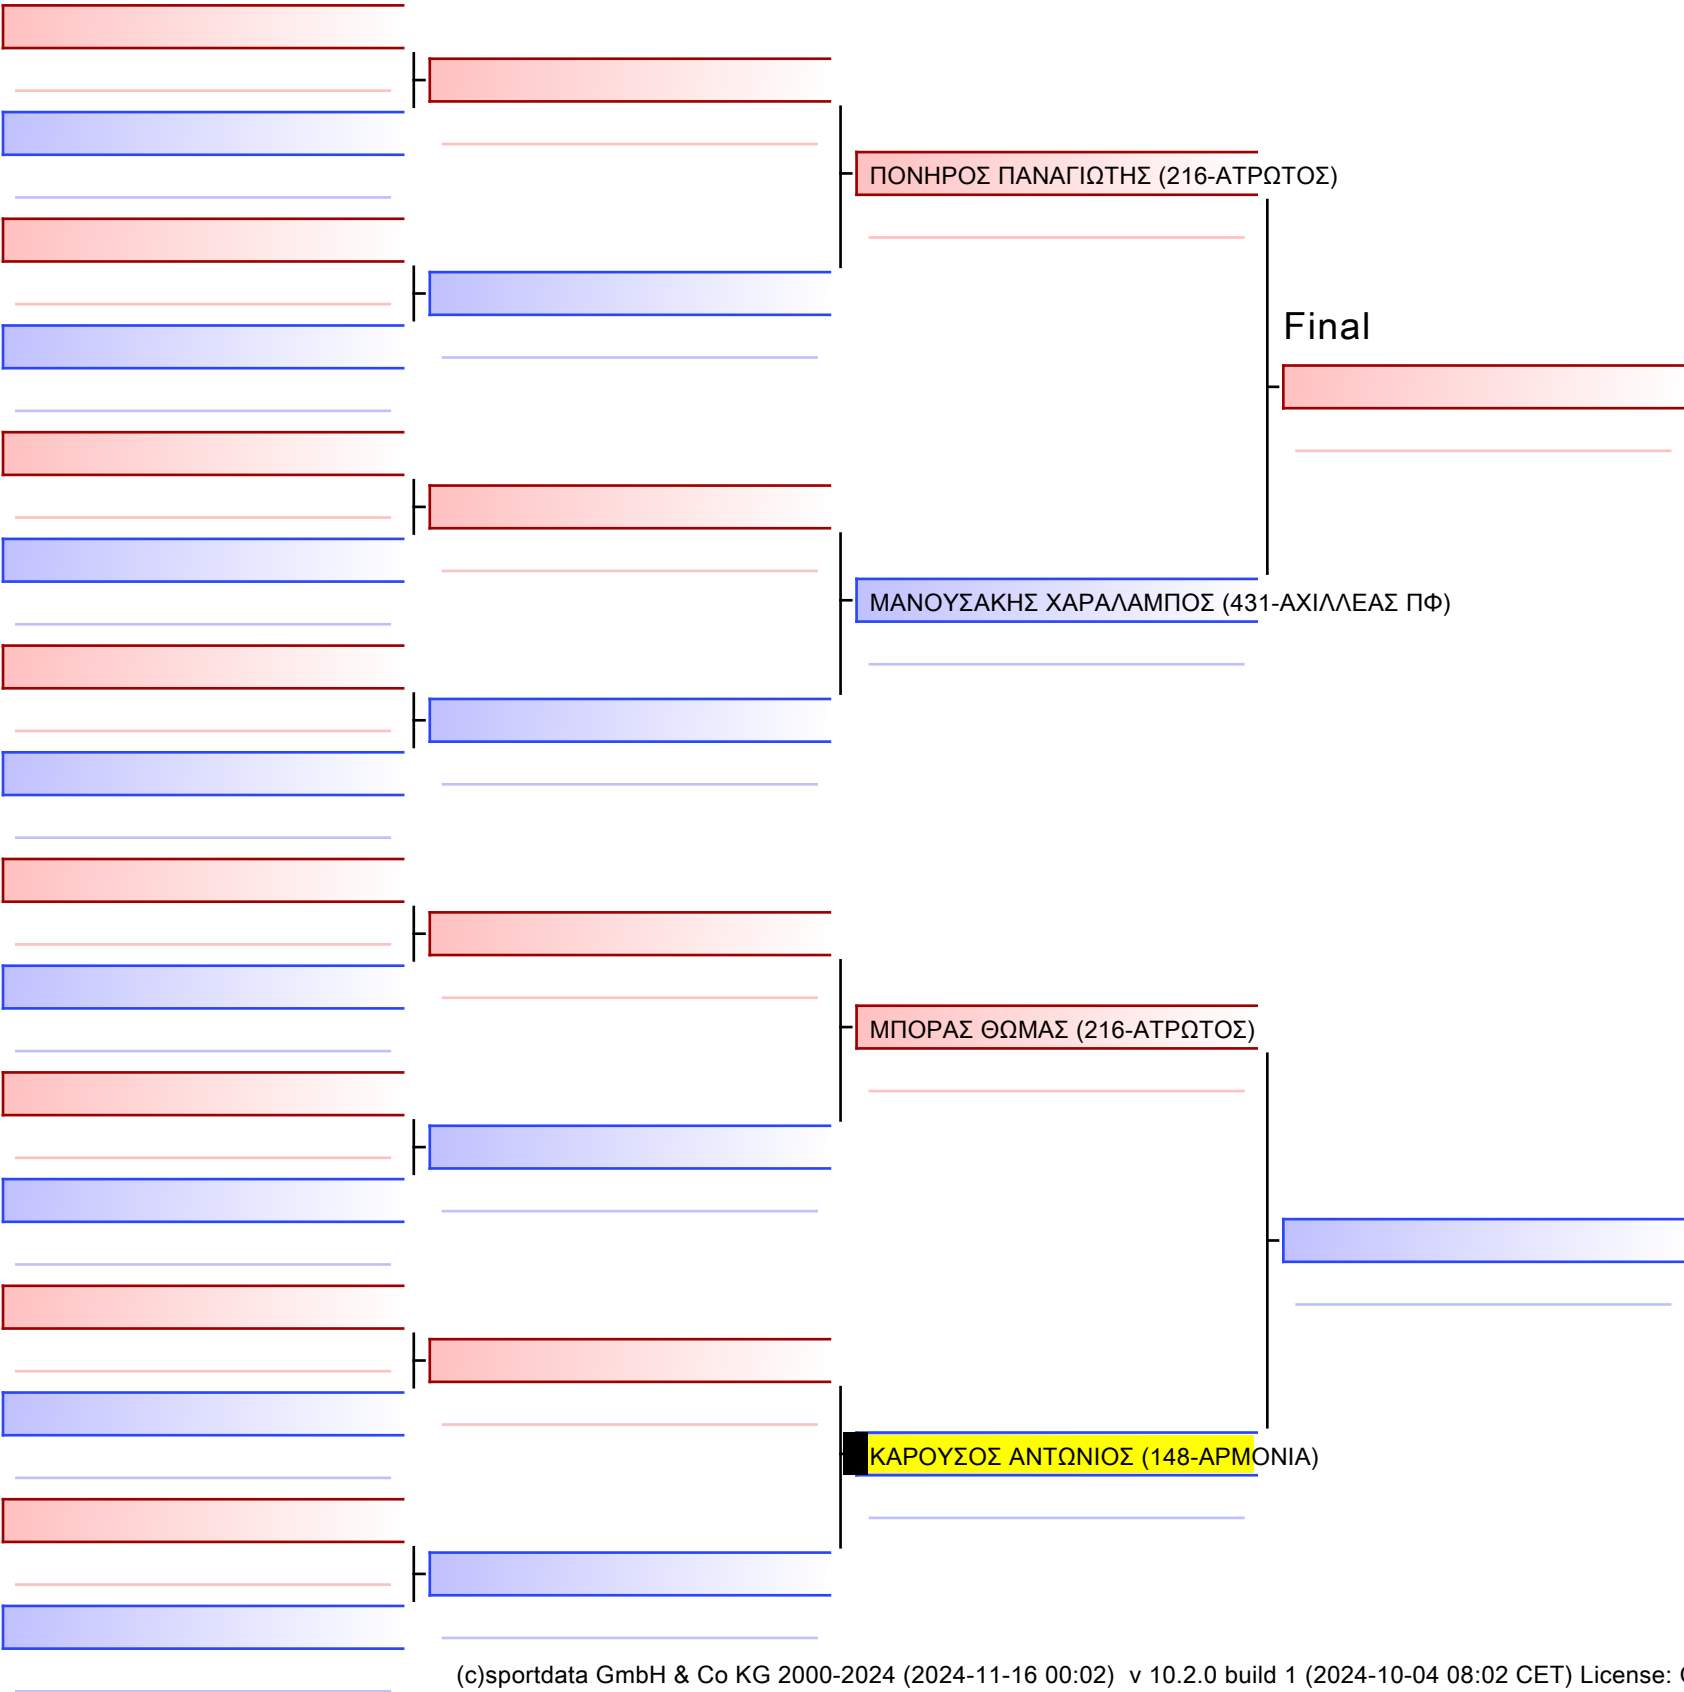 ΠΟΝΗΡΟΣ ΠΑΝΑΓΙΩΤΗΣ (216-ΑΤΡΩΤΟΣ)
Final
ΜΑΝΟΥΣΑΚΗΣ ΧΑΡΑΛΑΜΠΟΣ (431-ΑΧΙΛΛΕΑΣ ΠΦ)
ΜΠΟΡΑΣ ΘΩΜΑΣ (216-ΑΤΡΩΤΟΣ)
ΚΑΡΟΥΣΟΣ ΑΝΤΩΝΙΟΣ (148-ΑΡΜΟΝΙΑ)
(c)sportdata GmbH & Co KG 2000-2024 (2024-11-16 00:02) v 10.2.0 build 1 (2024-10-04 08:02 CET) License: